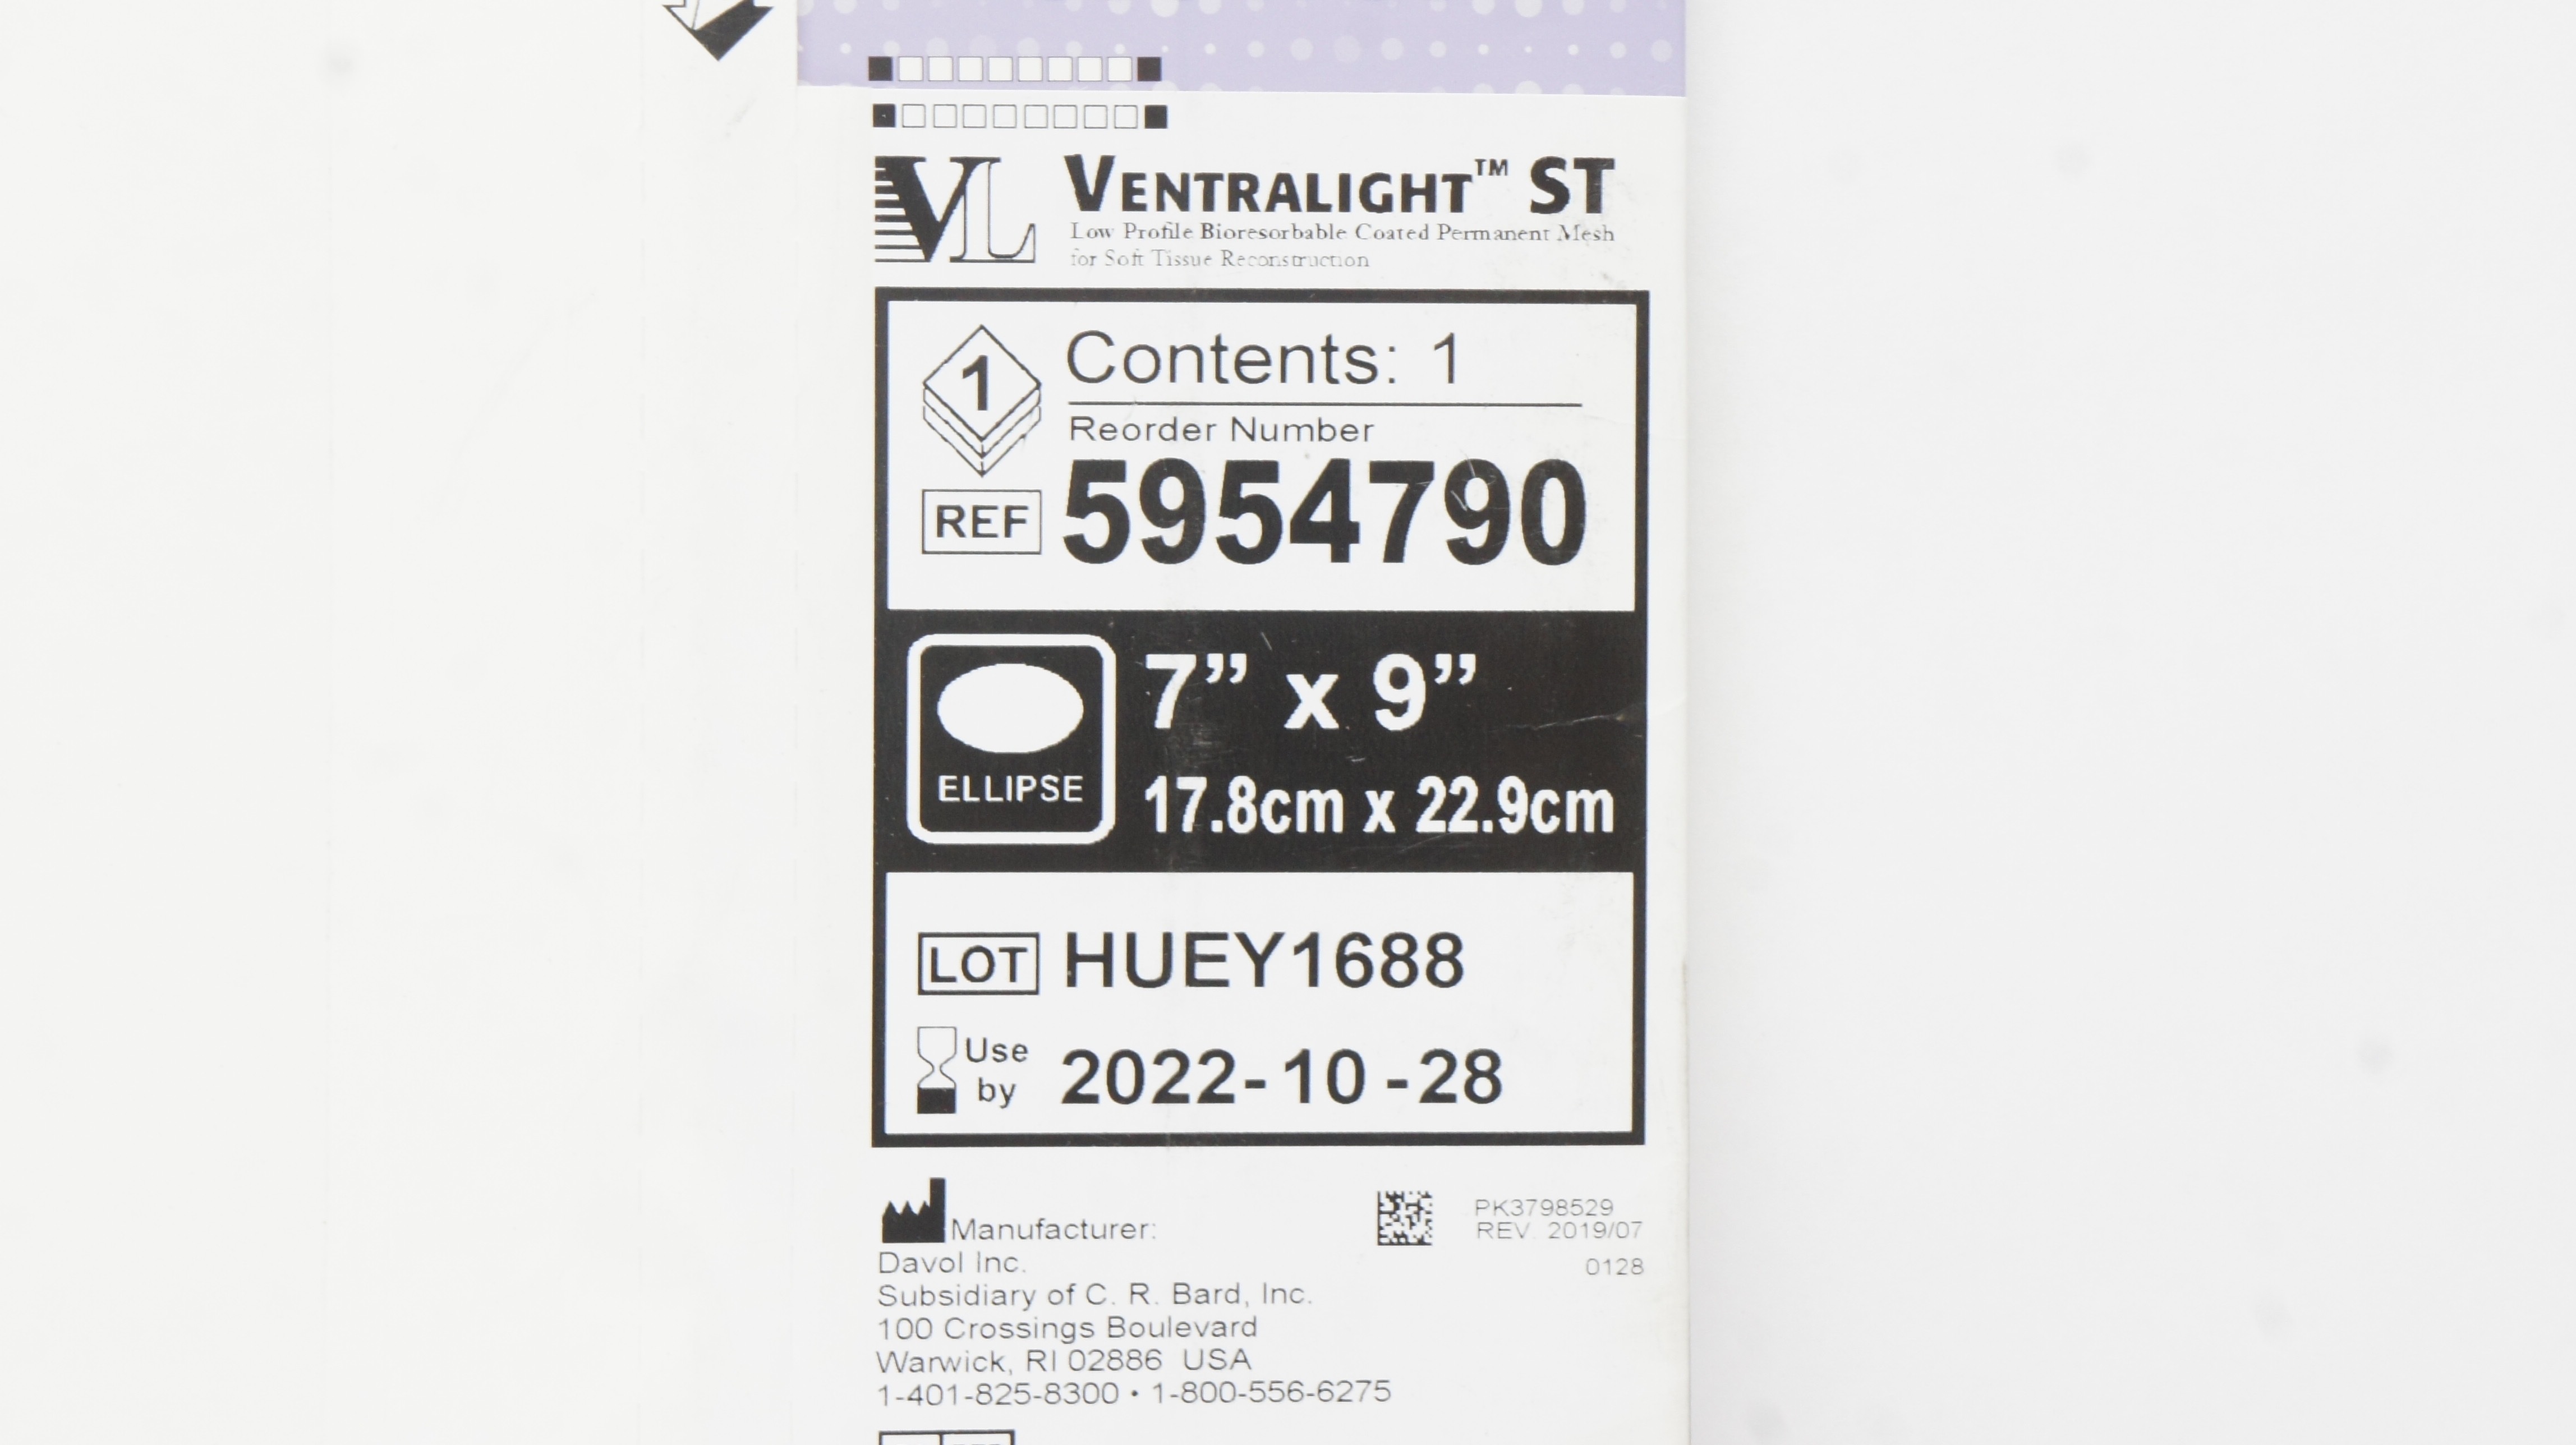 VL VENTRALIGHT™ ST
Low Profile Bioresorbable Coated Permanent Mesh
for Soft Tissue Reconstruction
1 Contents: 1
Reorder Number
REF 5954790
7” x 9”
ELLIPSE 17.8cm x 22.9cm
LOT HUEY1688
Use by 2022-10-28
Manufacturer:
Davol Inc.
Subsidiary of C. R. Bard, Inc.
100 Crossings Boulevard
Warwick, RI 02886 USA
1-401-825-8300 • 1-800-556-6275
PK3798529
REV. 2019/07
0128